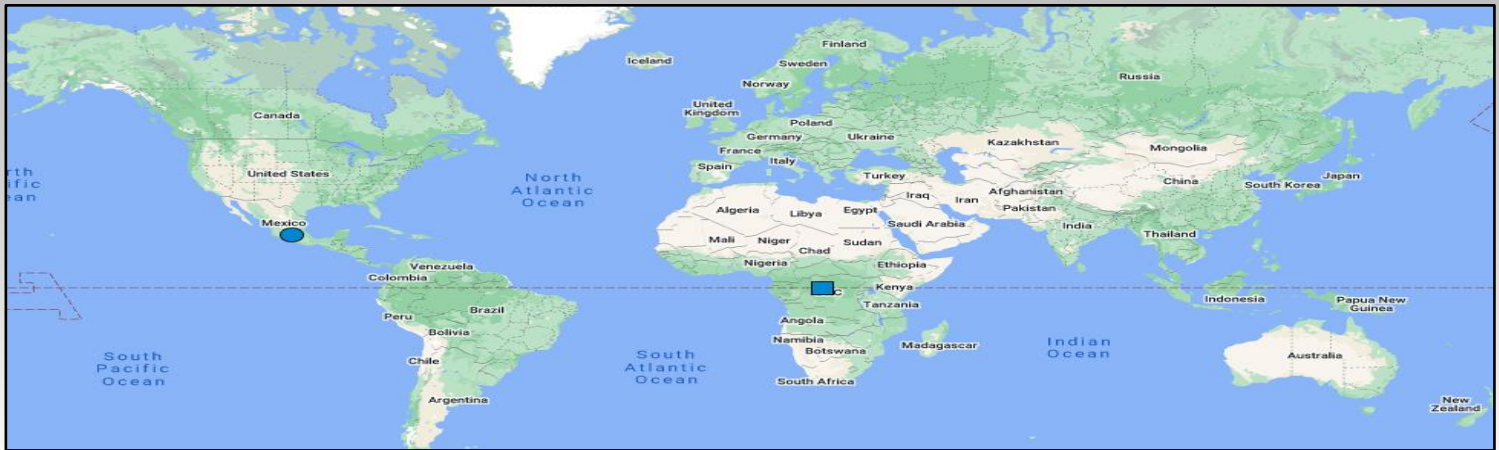 Finland
Iceland
Sweden
Russia
Norway
United
Kingdom
Canada
Poland
Germany
Ukraine
Kazakhstan
France
Mongolia
Italy
Spain
United States
Turkey
North
Atlantic
Ocean
rth
ific
ean
China
South Korea
Japan
Afghanistan
Iraq
Iran
Pakistan
Algeria
Libya
Egypt
Saudi Arabia
India
Mexico
Mali
Niger
Chad
Sudan
Thailand
Nigeria
Ethiopia
Venezuela
Colombia
Kenya
C
Indonesia
Papua New
Guinea
Tanzania
Peru
Brazil
Angola
Bolivia
Namibia
Botswana
Madagascar
Indian
Ocean
South
Pacific
Ocean
Chile
South
Atlantic
Ocean
Australia
South Africa
Argentina
New
Zealand